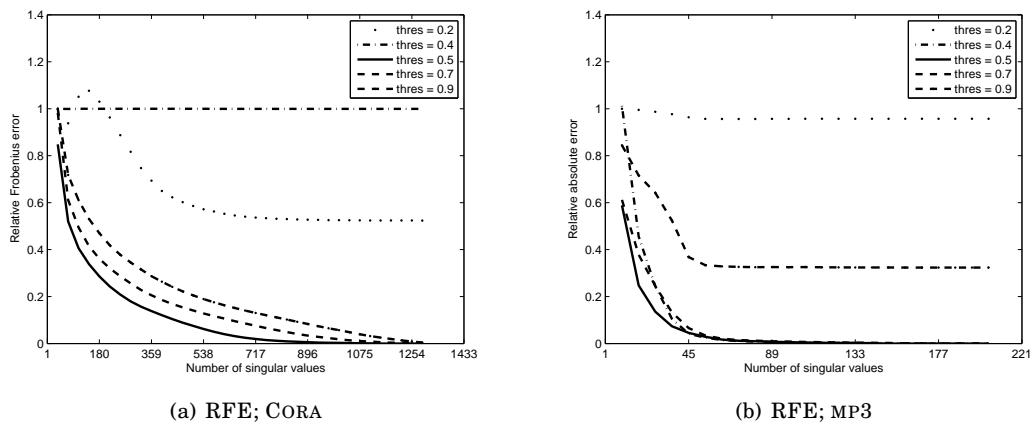 1.4
1.2
1
0.8
0.6
0.4
0.2
0
Relative Frobenius error
thres = 0.2
thres = 0.4
thres = 0.5
thres = 0.7
thres = 0.9
1 180 359 538 717 896 1075 1254 1433
Number of singular values
(a) RFE; CORA
1.4
1.2
1
0.8
0.6
0.4
0.2
0
Relative absolute error
thres = 0.2
thres = 0.4
thres = 0.5
thres = 0.7
thres = 0.9
1 45 89 133 177 221
Number of singular values
(b) RFE; MP3